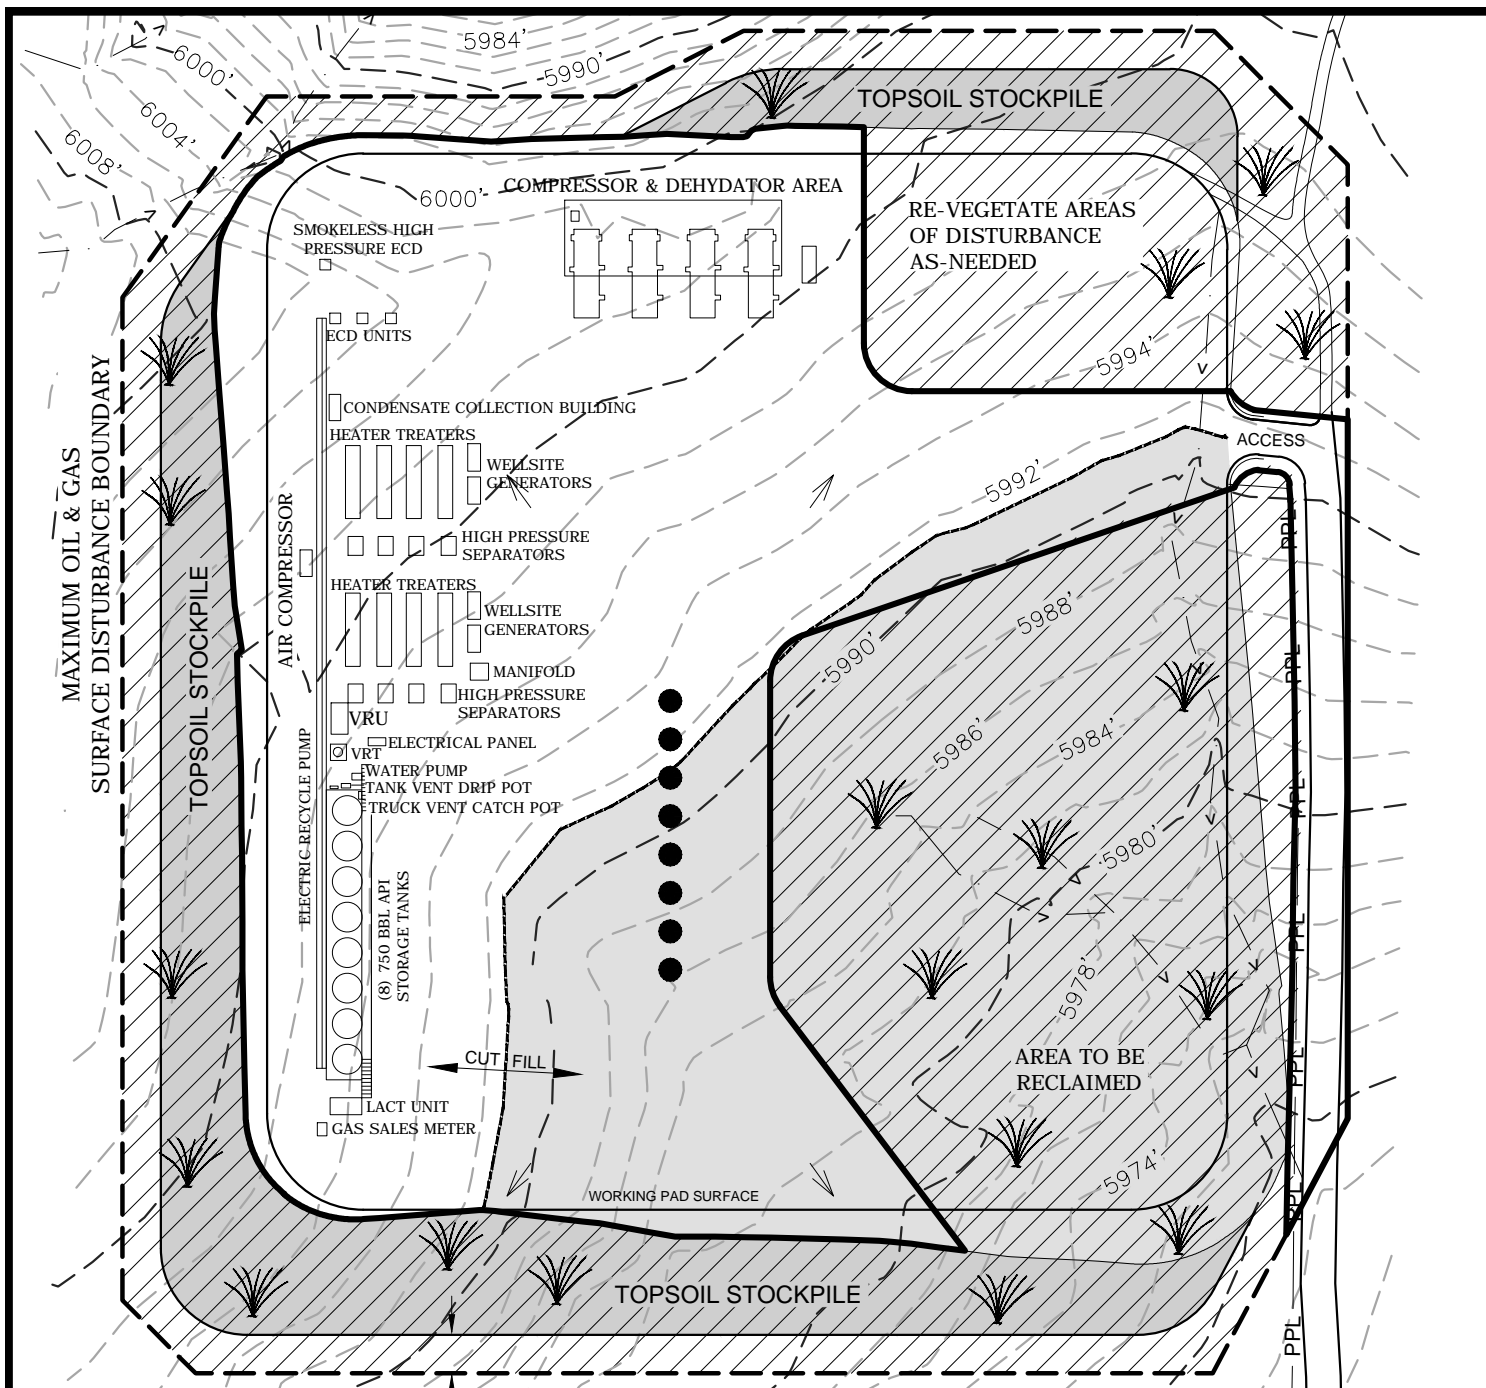 5984'
5990'
6000'
6004'
6008'
TOPSOIL STOCKPILE
6000'
COMPRESSOR & DEHYDATOR AREA
RE-VEGETATE AREAS
OF DISTURBANCE
AS-NEEDED
SMOKELESS HIGH
PRESSURE ECD
ECD UNITS
5994'
MAXIMUM OIL & GAS
SURFACE DISTURBANCE BOUNDARY
CONDENSATE COLLECTION BUILDING
HEATER TREATERS
WELLSITE
GENERATORS
ACCESS
5992'
AIR COMPRESSOR
HIGH PRESSURE
SEPARATORS
PPL
TOPSOIL STOCKPILE
HEATER TREATERS
WELLSITE
GENERATORS
5988'
5990'
MANIFOLD
PPL
HIGH PRESSURE
SEPARATORS
VRU
ELECTRICAL PANEL
VRT
5986'
5984'
ELECTRIC RECYCLE PUMP
WATER PUMP
TANK VENT DRIP POT
TRUCK VENT CATCH POT
PPL
5980'
(8) 750 BBL API
STORAGE TANKS
PPL
5978'
CUT
FILL
AREA TO BE
RECLAIMED
PPL
LACT UNIT
GAS SALES METER
5974'
WORKING PAD SURFACE
PPL
TOPSOIL STOCKPILE
PPL